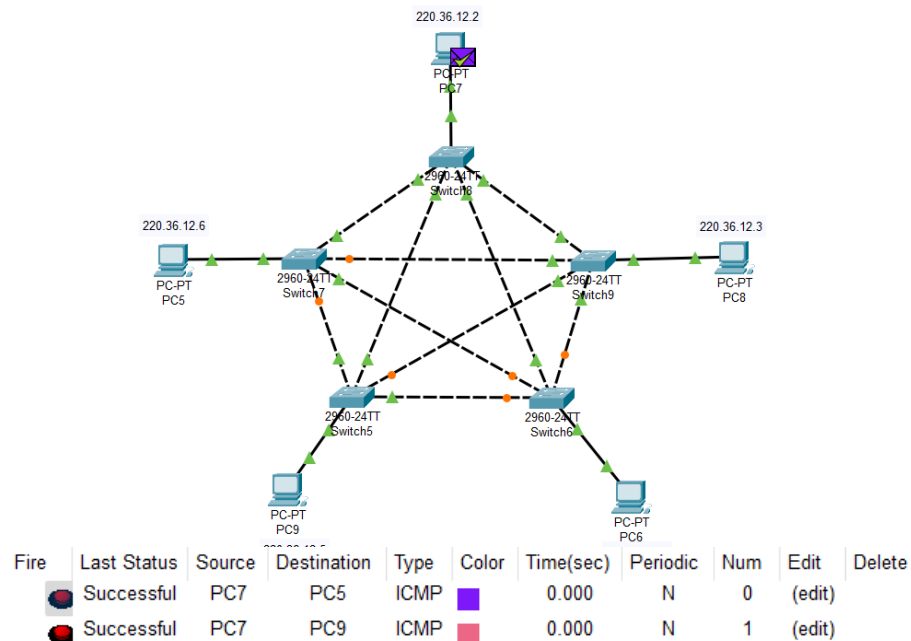 220.36.12.2
PC-PT
PC7
2960-24TT
Switch8
220.36.12.6
220.36.12.3
PC-PT
PC5
2960-24TT
Switch7
2960-24TT
Switch9
PC-PT
PC8
2960-24TT
Switch5
2960-24TT
Switch6
PC-PT
PC9
PC-PT
PC6
Fire Last Status Source Destination Type Color Time(sec) Periodic Num Edit Delete
Successful PC7 PC5 ICMP 0.000 N 0 (edit)
Successful PC7 PC9 ICMP 0.000 N 1 (edit)